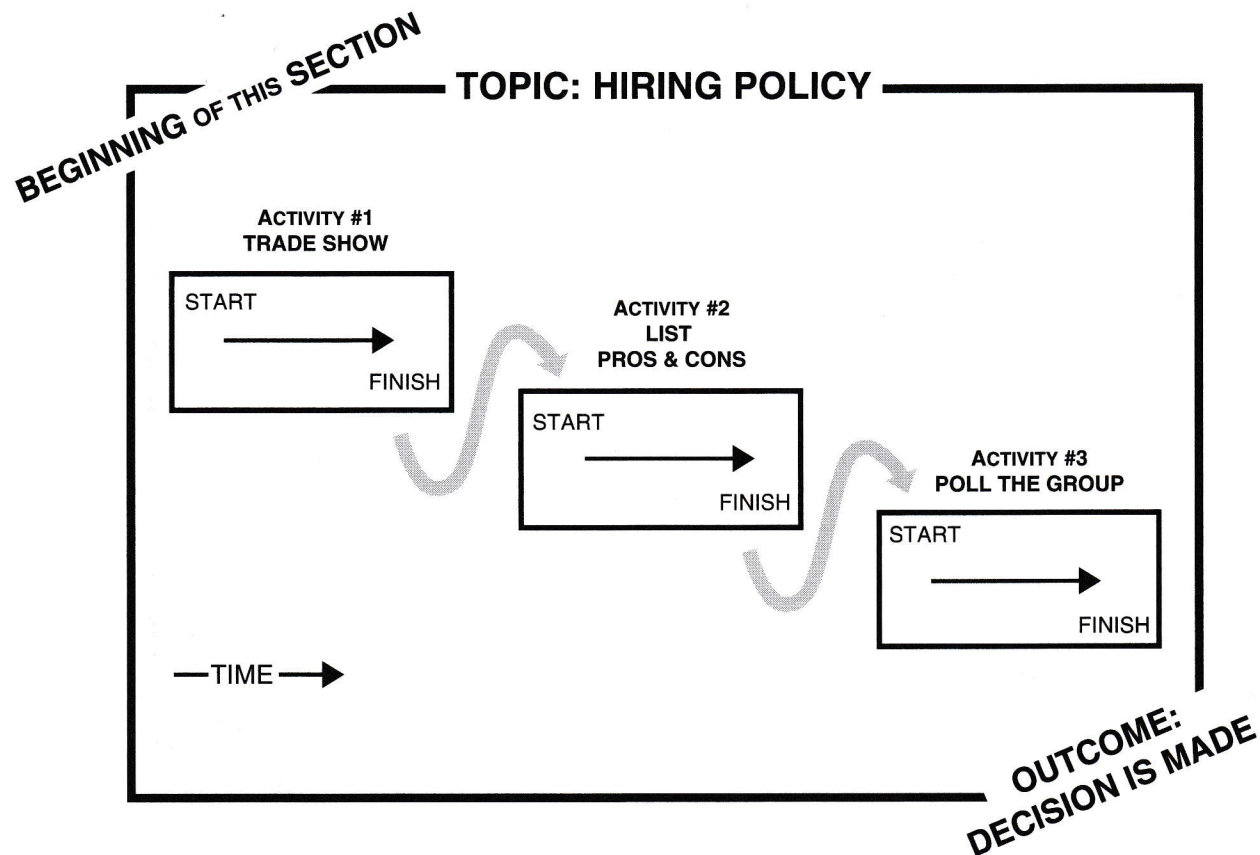 BEGINNING OF THIS SECTION
TOPIC: HIRING POLICY
ACTIVITY #1
TRADE SHOW
START
FINISH
ACTIVITY #2
LIST
PROS & CONS
START
FINISH
ACTIVITY #3
POLL THE GROUP
START
FINISH
TIME
OUTCOME:
DECISION IS MADE